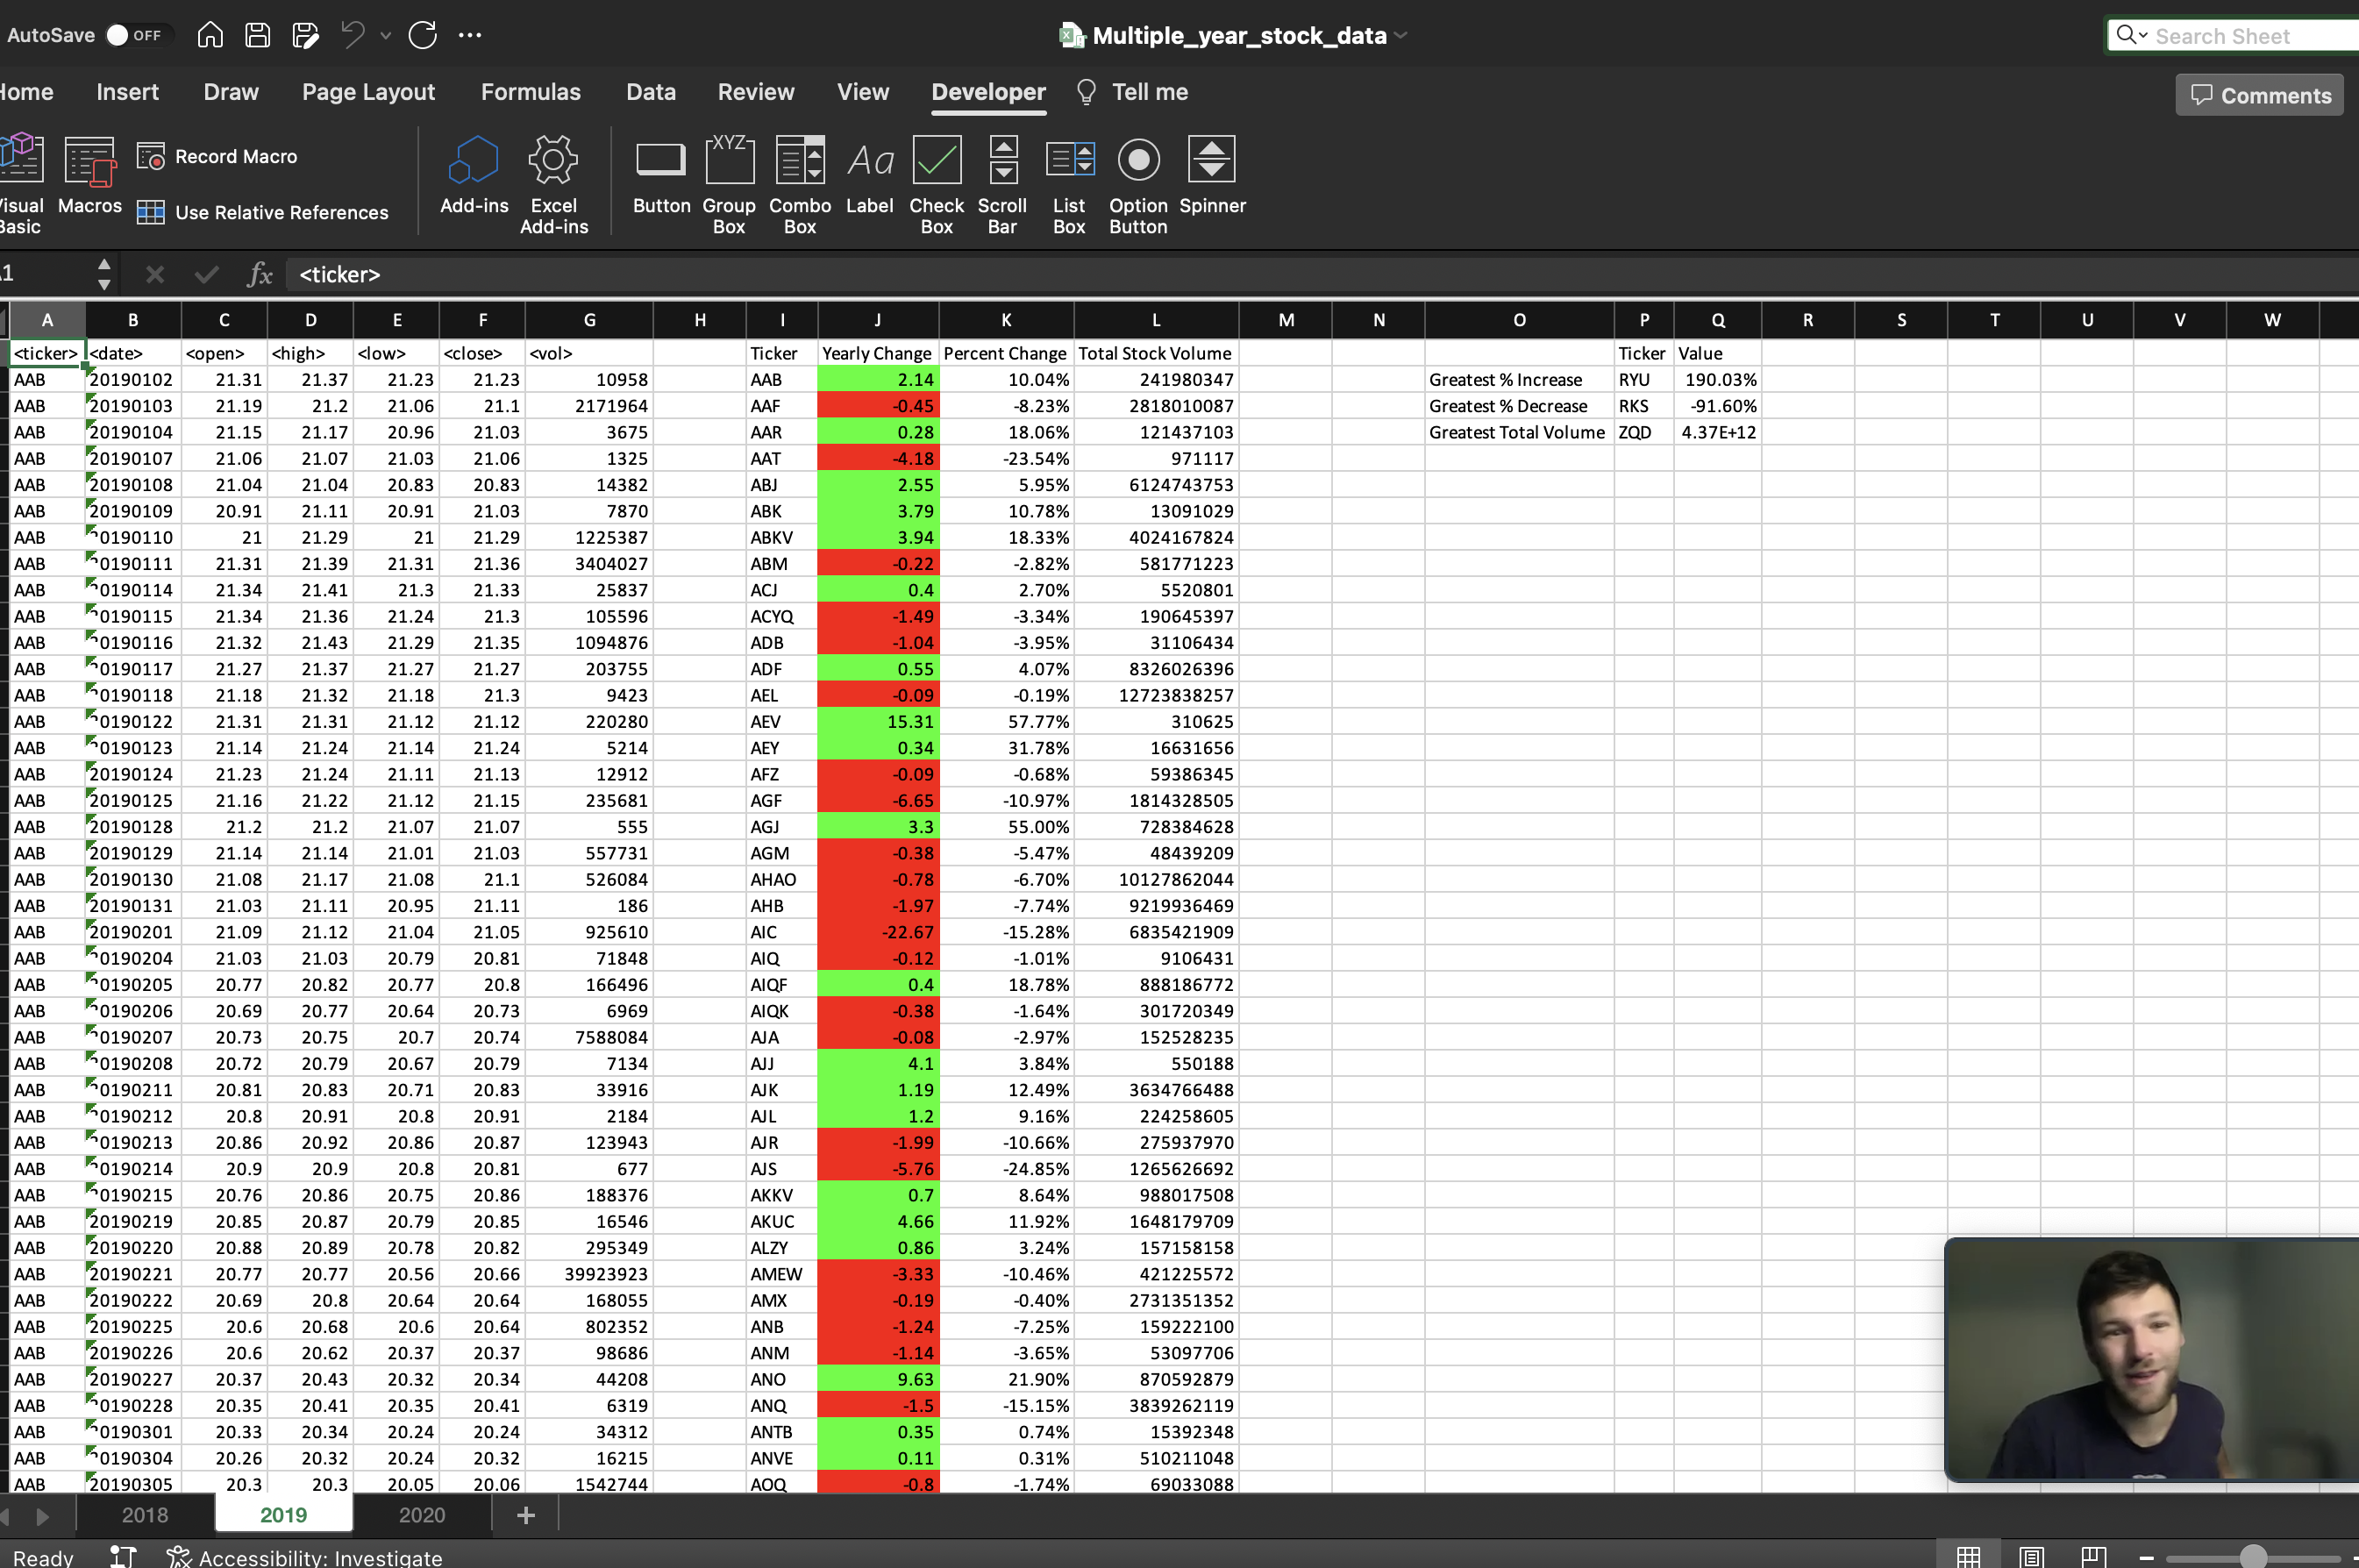 AutoSave OFF Multiple_year_stock_data Search Sheet
Home Insert Draw Page Layout Formulas Data Review View Developer Tell me Comments
Visual Basic Macros Record Macro Use Relative References Add-ins Excel Add-ins Button Group Box Combo Box Label Check Box Scroll Bar List Box Option Button Spinner
A1 fx <ticker>
A B C D E F G H I J K L M N O P Q R S T U V W
<ticker> <date> <open> <high> <low> <close> <vol> Ticker Yearly Change Percent Change Total Stock Volume Ticker Value
AAB 20190102 21.31 21.37 21.23 21.23 10958 AAB 2.14 10.04% 241980347 Greatest % Increase RYU 190.03%
AAB 20190103 21.19 21.2 21.06 21.1 2171964 AAF -0.45 -8.23% 2818010087 Greatest % Decrease RKS -91.60%
AAB 20190104 21.15 21.17 20.96 21.03 3675 AAR 0.28 18.06% 121437103 Greatest Total Volume ZQD 4.37E+12
AAB 20190107 21.06 21.07 21.03 21.06 1325 AAT -4.18 -23.54% 971117
AAB 20190108 21.04 21.04 20.83 20.83 14382 ABJ 2.55 5.95% 6124743753
AAB 20190109 20.91 21.11 20.91 21.03 7870 ABK 3.79 10.78% 13091029
AAB 20190110 21 21.29 21 21.29 1225387 ABKV 3.94 18.33% 4024167824
AAB 20190111 21.31 21.39 21.31 21.36 3404027 ABM -0.22 -2.82% 581771223
AAB 20190114 21.34 21.41 21.3 21.33 25837 ACJ 0.4 2.70% 5520801
AAB 20190115 21.34 21.36 21.24 21.3 105596 ACYQ -1.49 -3.34% 190645397
AAB 20190116 21.32 21.43 21.29 21.35 1094876 ADB -1.04 -3.95% 31106434
AAB 20190117 21.27 21.37 21.27 21.27 203755 ADF 0.55 4.07% 8326026396
AAB 20190118 21.18 21.32 21.18 21.3 9423 AEL -0.09 -0.19% 12723838257
AAB 20190122 21.31 21.31 21.12 21.12 220280 AEV 15.31 57.77% 310625
AAB 20190123 21.14 21.24 21.14 21.24 5214 AEY 0.34 31.78% 16631656
AAB 20190124 21.23 21.24 21.11 21.13 12912 AFZ -0.09 -0.68% 59386345
AAB 20190125 21.16 21.22 21.12 21.15 235681 AGF -6.65 -10.97% 1814328505
AAB 20190128 21.2 21.2 21.07 21.07 555 AGJ 3.3 55.00% 728384628
AAB 20190129 21.14 21.14 21.01 21.03 557731 AGM -0.38 -5.47% 48439209
AAB 20190130 21.08 21.17 21.08 21.1 526084 AHAO -0.78 -6.70% 10127862044
AAB 20190131 21.03 21.11 20.95 21.11 186 AHB -1.97 -7.74% 9219936469
AAB 20190201 21.09 21.12 21.04 21.05 925610 AIC -22.67 -15.28% 6835421909
AAB 20190204 21.03 21.03 20.79 20.81 71848 AIQ -0.12 -1.01% 9106431
AAB 20190205 20.77 20.82 20.77 20.8 166496 AIQF 0.4 18.78% 888186772
AAB 20190206 20.69 20.77 20.64 20.73 6969 AIQK -0.38 -1.64% 301720349
AAB 20190207 20.73 20.75 20.7 20.74 7588084 AJA -0.08 -2.97% 152528235
AAB 20190208 20.72 20.79 20.67 20.79 7134 AJJ 4.1 3.84% 550188
AAB 20190211 20.81 20.83 20.71 20.83 33916 AJK 1.19 12.49% 3634766488
AAB 20190212 20.8 20.91 20.8 20.91 2184 AJL 1.2 9.16% 224258605
AAB 20190213 20.86 20.92 20.86 20.87 123943 AJR -1.99 -10.66% 275937970
AAB 20190214 20.9 20.9 20.8 20.81 677 AJS -5.76 -24.85% 1265626692
AAB 20190215 20.76 20.86 20.75 20.86 188376 AKKV 0.7 8.64% 988017508
AAB 20190219 20.85 20.87 20.79 20.85 16546 AKUC 4.66 11.92% 1648179709
AAB 20190220 20.88 20.89 20.78 20.82 295349 ALZY 0.86 3.24% 157158158
AAB 20190221 20.77 20.77 20.56 20.66 39923923 AMEW -3.33 -10.46% 421225572
AAB 20190222 20.69 20.8 20.64 20.64 168055 AMX -0.19 -0.40% 2731351352
AAB 20190225 20.6 20.68 20.6 20.64 802352 ANB -1.24 -7.25% 159222100
AAB 20190226 20.6 20.62 20.37 20.37 98686 ANM -1.14 -3.65% 53097706
AAB 20190227 20.37 20.43 20.32 20.34 44208 ANO 9.63 21.90% 870592879
AAB 20190228 20.35 20.41 20.35 20.41 6319 ANQ -1.5 -15.15% 3839262119
AAB 20190301 20.33 20.34 20.24 20.24 34312 ANTB 0.35 0.74% 15392348
AAB 20190304 20.26 20.32 20.24 20.32 16215 ANVE 0.11 0.31% 510211048
AAB 20190305 20.3 20.3 20.05 20.06 1542744 AOQ -0.8 -1.74% 69033088
2018 2019 2020 +
Ready Accessibility: Investigate